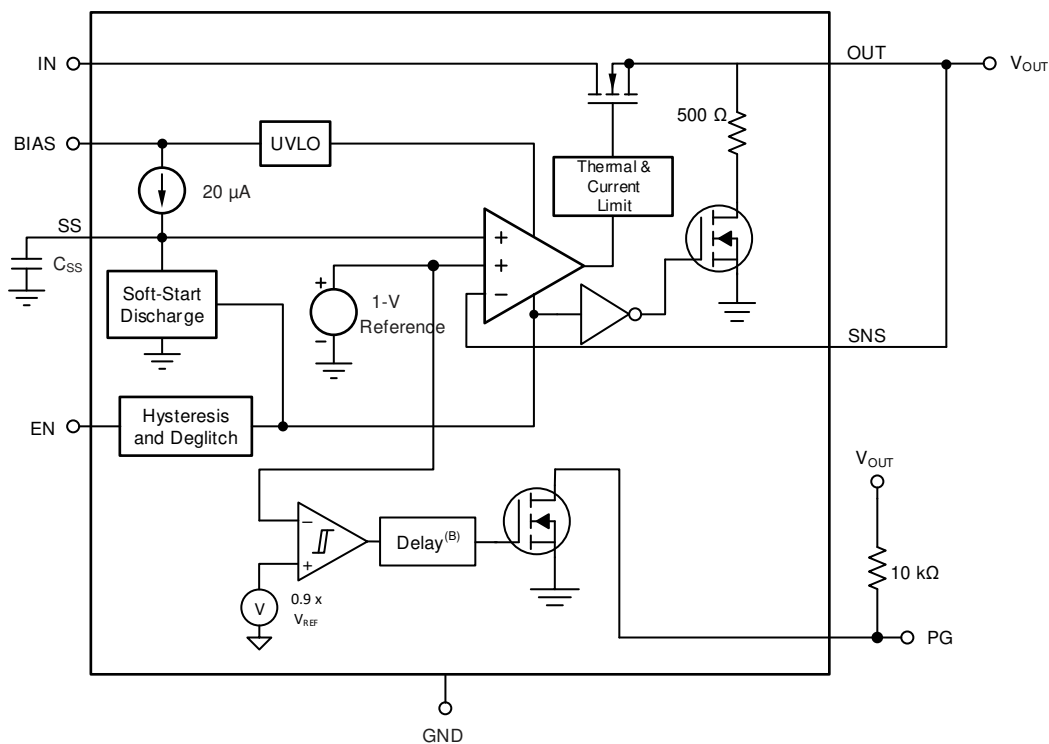 IN
OUT
V_OUT
500 Ω
BIAS
UVLO
Thermal &
Current
Limit
20 µA
SS
C_SS
+
+
−
Soft-Start
Discharge
+
1-V
Reference
−
SNS
EN
Hysteresis
and Deglitch
V_OUT
−
+
Delay(B)
10 kΩ
V
0.9 x
V_REF
PG
GND